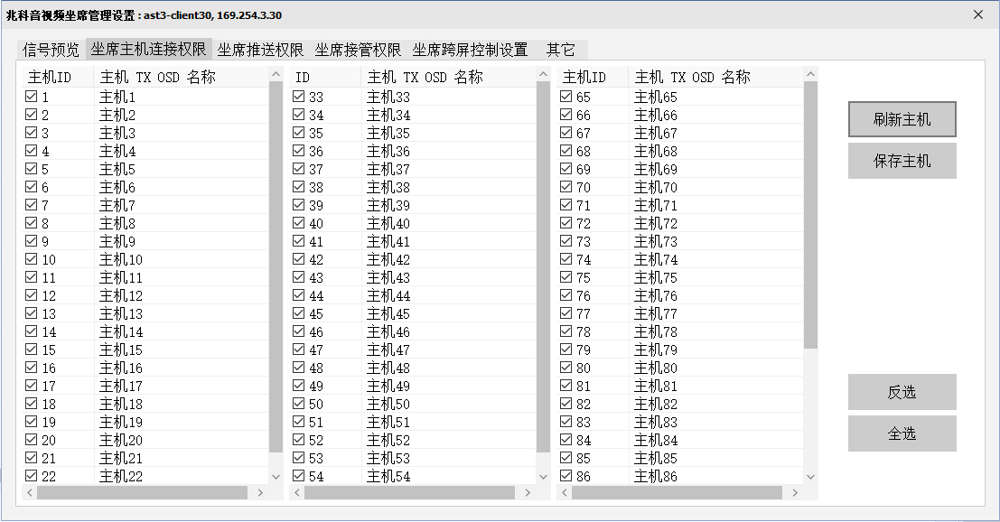 兆科音视频坐席管理设置 : ast3-client30, 169.254.3.30
信号预览 坐席主机连接权限 坐席推送权限 坐席接管权限 坐席跨屏控制设置 其它
主机ID 主机 TX OSD 名称 ID 主机 TX OSD 名称 主机ID 主机 TX OSD 名称
1 主机1 33 主机33 65 主机65
2 主机2 34 主机34 66 主机66
3 主机3 35 主机35 67 主机67
4 主机4 36 主机36 68 主机68
5 主机5 37 主机37 69 主机69
6 主机6 38 主机38 70 主机70
7 主机7 39 主机39 71 主机71
8 主机8 40 主机40 72 主机72
9 主机9 41 主机41 73 主机73
10 主机10 42 主机42 74 主机74
11 主机11 43 主机43 75 主机75
12 主机12 44 主机44 76 主机76
13 主机13 45 主机45 77 主机77
14 主机14 46 主机46 78 主机78
15 主机15 47 主机47 79 主机79
16 主机16 48 主机48 80 主机80
17 主机17 49 主机49 81 主机81
18 主机18 50 主机50 82 主机82
19 主机19 51 主机51 83 主机83
20 主机20 52 主机52 84 主机84
21 主机21 53 主机53 85 主机85
22 主机22 54 主机54 86 主机86
刷新主机
保存主机
反选
全选